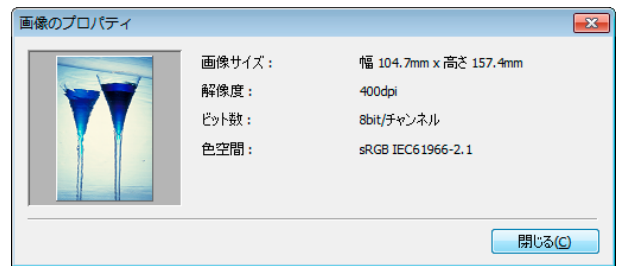 画像のプロパティ
画像サイズ： 幅 104.7mm x 高さ 157.4mm
解像度： 400dpi
ビット数： 8bit/チャンネル
色空間： sRGB IEC61966-2.1
閉じる(C)